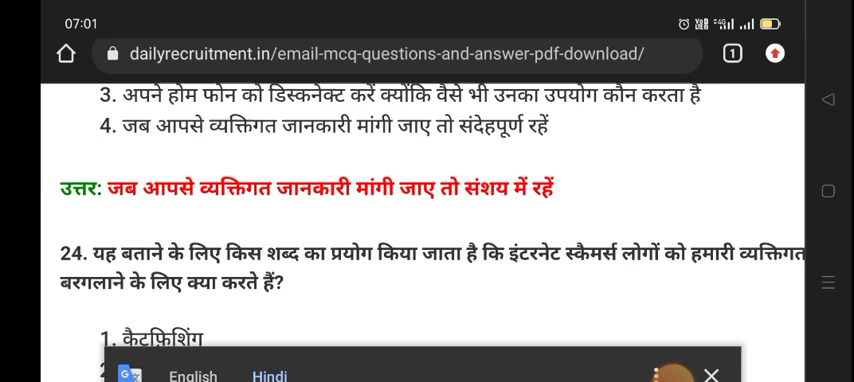 07:01
dailyrecruitment.in/email-mcq-questions-and-answer-pdf-download/
1
3. अपने होम फोन को डिस्कनेक्ट करें क्योंकि वैसे भी उनका उपयोग कौन करता है
4. जब आपसे व्यक्तिगत जानकारी मांगी जाए तो संदेहपूर्ण रहें
उत्तर: जब आपसे व्यक्तिगत जानकारी मांगी जाए तो संशय में रहें
24. यह बताने के लिए किस शब्द का प्रयोग किया जाता है कि इंटरनेट स्कैमर्स लोगों को हमारी व्यक्तिगत
बरगलाने के लिए क्या करते हैं?
1. कैटफ़िशिंग
English Hindi